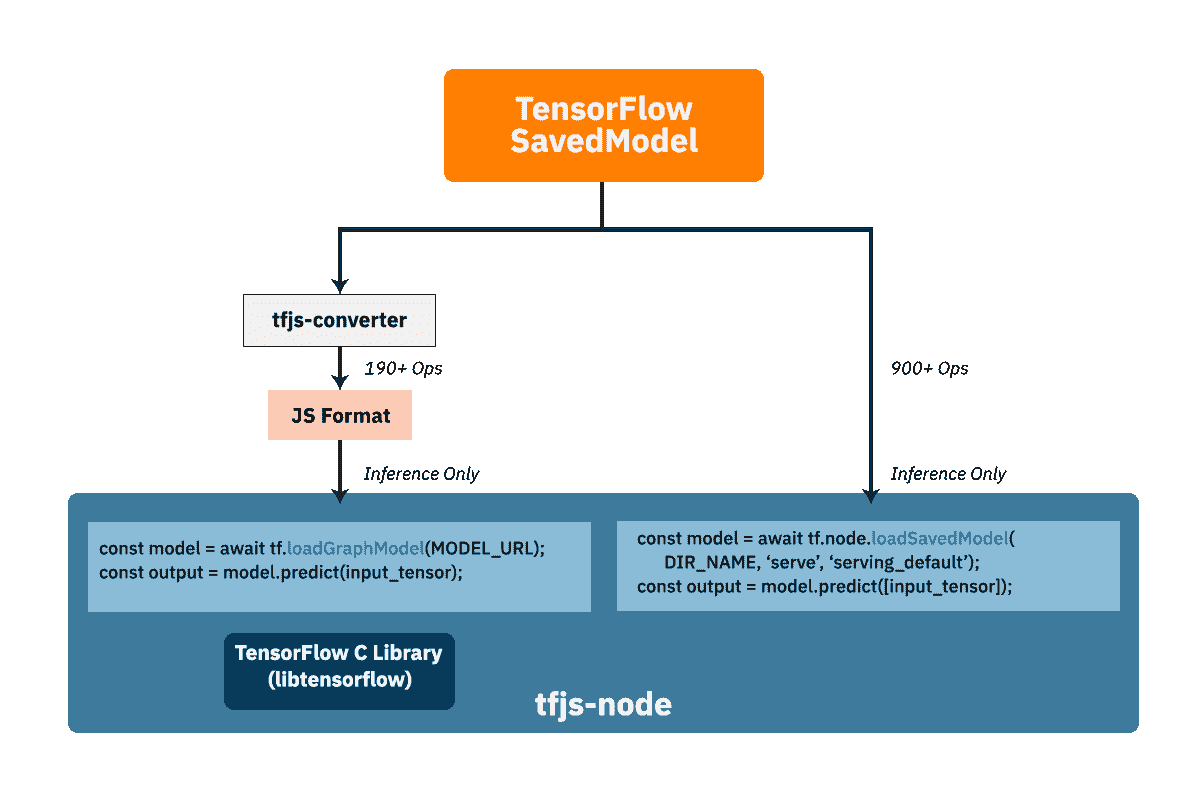 TensorFlow
SavedModel
tfjs-converter
190+ Ops
900+ Ops
JS Format
Inference Only
Inference Only
const model = await tf.loadGraphModel(MODEL_URL);
const output = model.predict(input_tensor);
const model = await tf.node.loadSavedModel(
DIR_NAME, ‘serve’, ‘serving_default’);
const output = model.predict([input_tensor]);
TensorFlow C Library
(libtensorflow)
tfjs-node